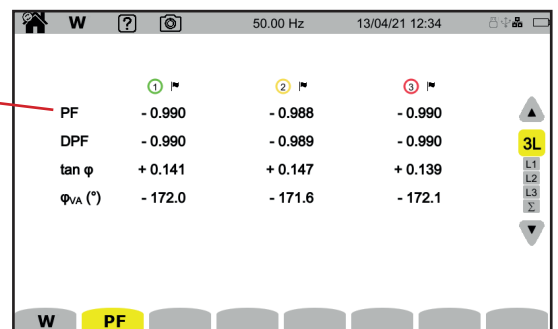 W ? 50.00 Hz 13/04/21 12:34
1 2 3
PF - 0.990 - 0.988 - 0.990
DPF - 0.990 - 0.989 - 0.990
tan φ + 0.141 + 0.147 + 0.139
φVA (°) - 172.0 - 171.6 - 172.1
3L
L1
L2
L3
Σ
W PF